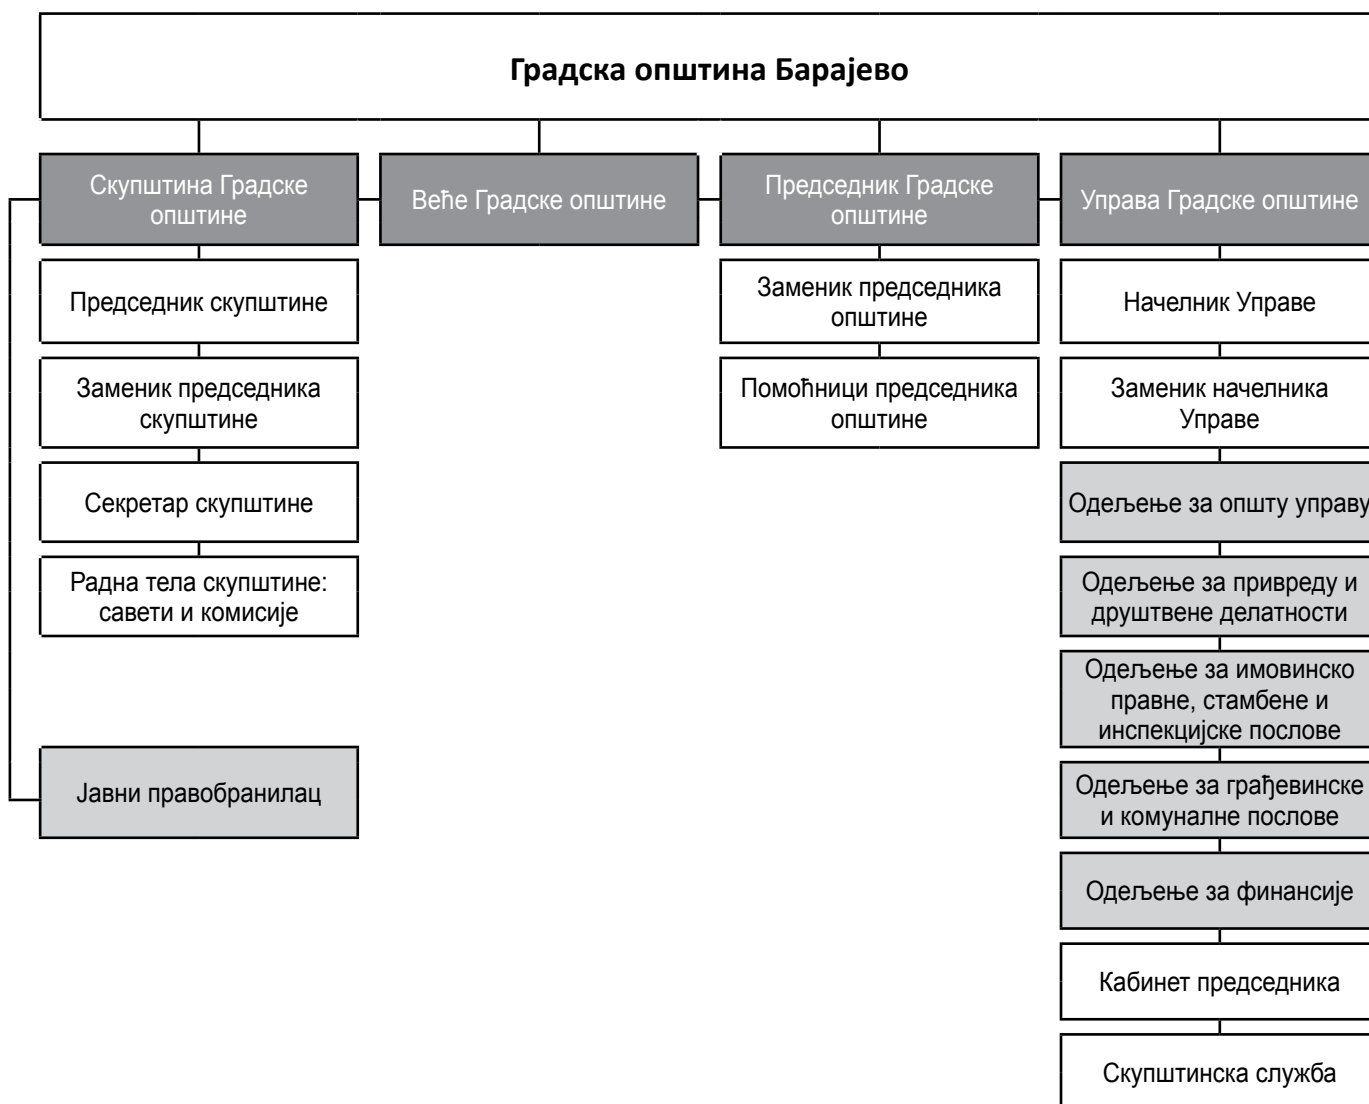 Градска општина Барајево
Скупштина Градске
општине
Веће Градске општине
Председник Градске
општине
Управа Градске општине
Председник скупштине
Заменик председника
скупштине
Секретар скупштине
Радна тела скупштине:
савети и комисије
Јавни правобранилац
Заменик председника
општине
Помоћници председника
општине
Начелник Управе
Заменик начелника
Управе
Одељење за општу управу
Одељење за привреду и
друштвене делатности
Одељење за имовинско
правне, стамбене и
инспекцијске послове
Одељење за грађевинске
и комуналне послове
Одељење за финансије
Кабинет председника
Скупштинска служба